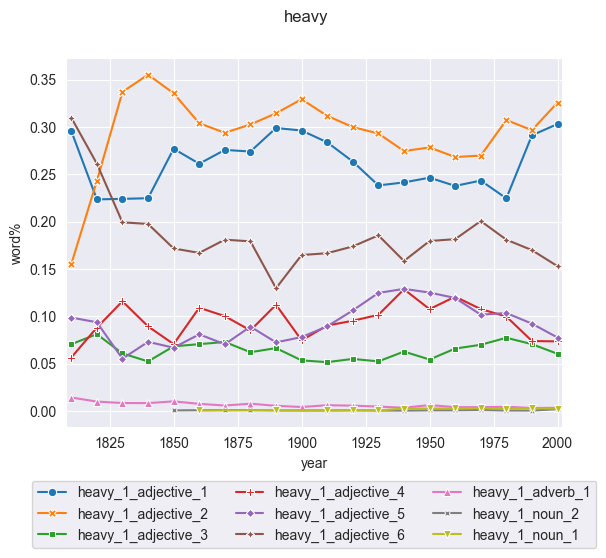 heavy
0.35
0.30
0.25
0.20
0.15
0.10
0.05
0.00
word%
1825 1850 1875 1900 1925 1950 1975 2000
year
heavy_1_adjective_1 heavy_1_adjective_4 heavy_1_adverb_1
heavy_1_adjective_2 heavy_1_adjective_5 heavy_1_noun_2
heavy_1_adjective_3 heavy_1_adjective_6 heavy_1_noun_1